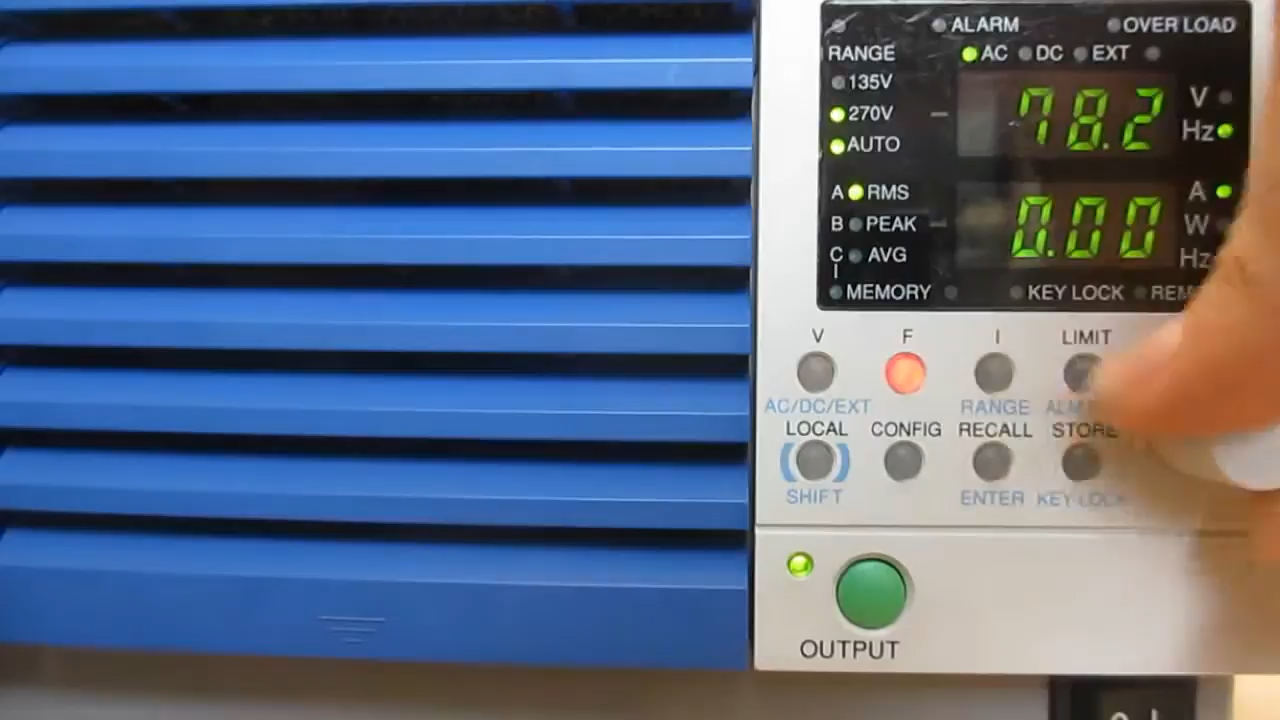 ALARM OVER LOAD
RANGE AC DC EXT
135V
270V 78.2 V
Hz
AUTO
A RMS A
B PEAK 0.00 W
C AVG Hz
I
MEMORY KEY LOCK
V F I LIMIT
AC/DC/EXT RANGE
LOCAL CONFIG RECALL STORE
SHIFT ENTER KEY LOCK
OUTPUT